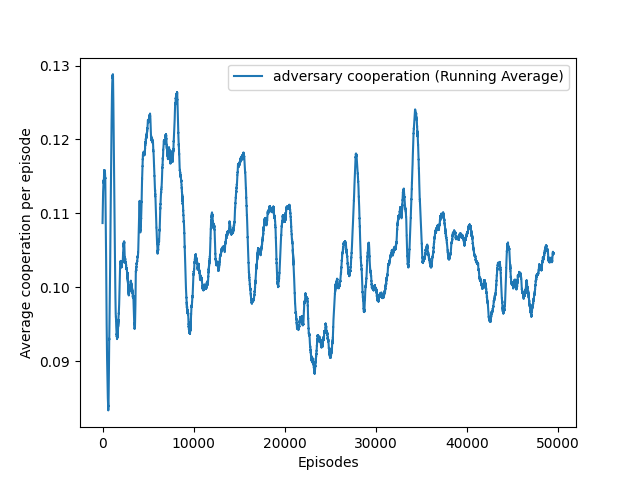 0.13
0.12
0.11
0.10
0.09
Average cooperation per episode
adversary cooperation (Running Average)
0 10000 20000 30000 40000 50000
Episodes